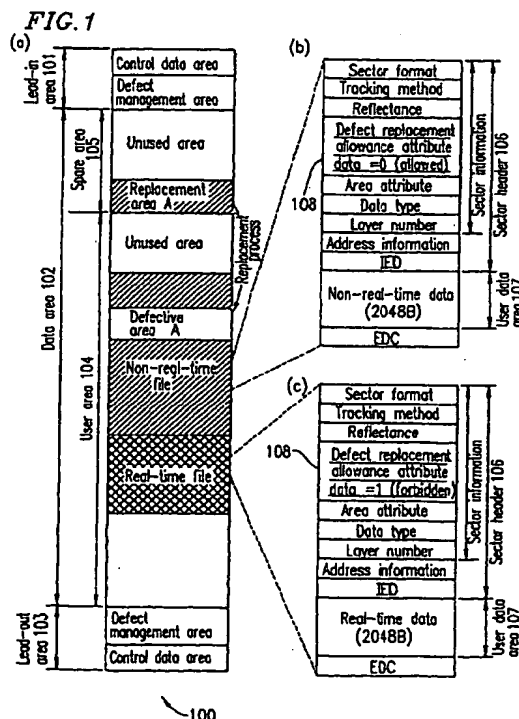 FIG. 1
(a)
Lead-in area 101
Control data area
Defect management area
Data area 102
Spare area 105
Unused area
Replacement area A
User area 104
Unused area
Replacement process
Defective area A
Non-real-time file
Real-time file
Lead-out area 103
Defect management area
Control data area
100
(b)
Sector format
Tracking method
Reflectance
Defect replacement
allowance attribute
data =0 (allowed)
Area attribute
Data type
Layer number
Address information
IED
Non-real-time data
(2048B)
EDC
108
Sector information
Sector header 106
User data area 107
(c)
Sector format
Tracking method
Reflectance
Defect replacement
allowance attribute
data =1 (forbidden)
Area attribute
Data type
Layer number
Address information
IED
Real-time data
(2048B)
EDC
108
Sector information
Sector header 106
User data area 107